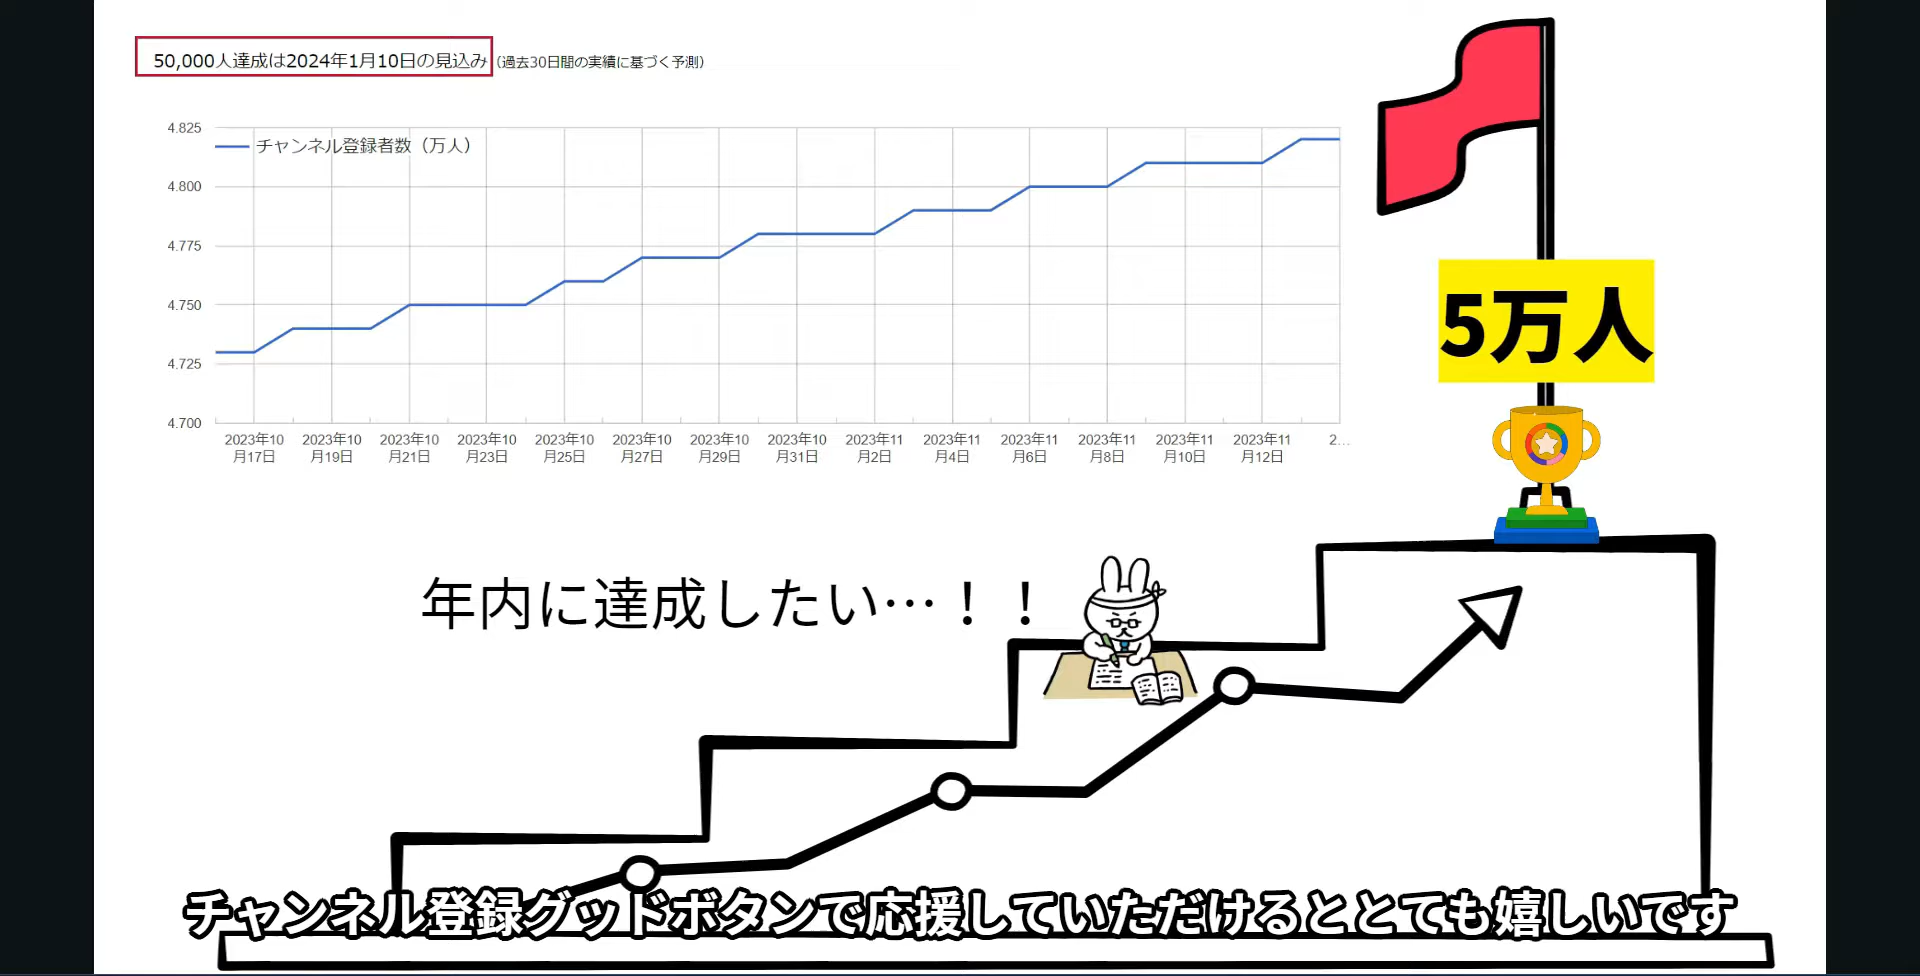 50,000人達成は2024年1月10日の見込み（過去30日間の実績に基づく予測）
4.825
チャンネル登録者数（万人）
4.800
4.775
4.750
4.725
4.700
2023年10月17日
2023年10月19日
2023年10月21日
2023年10月23日
2023年10月25日
2023年10月27日
2023年10月29日
2023年10月31日
2023年11月2日
2023年11月4日
2023年11月6日
2023年11月8日
2023年11月10日
2023年11月12日
2...
5万人
年内に達成したい…！！
チャンネル登録グッドボタンで応援していただけるととても嬉しいです